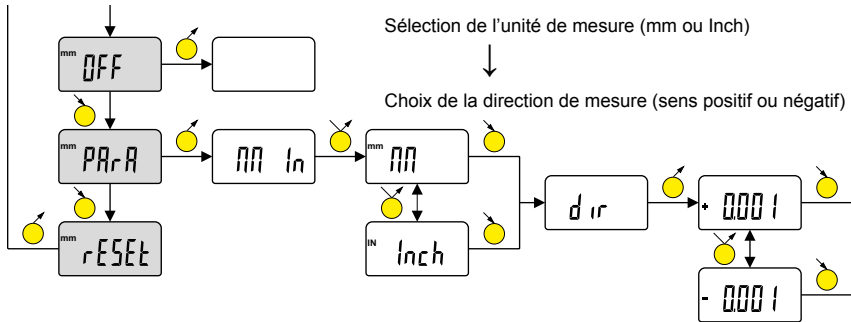 Sélection de l'unité de mesure (mm ou Inch)
mm OFF
Choix de la direction de mesure (sens positif ou négatif)
mm PArA
mm In
mm mm
mm rESEt
IN Inch
dir
+ 0.001
- 0.001